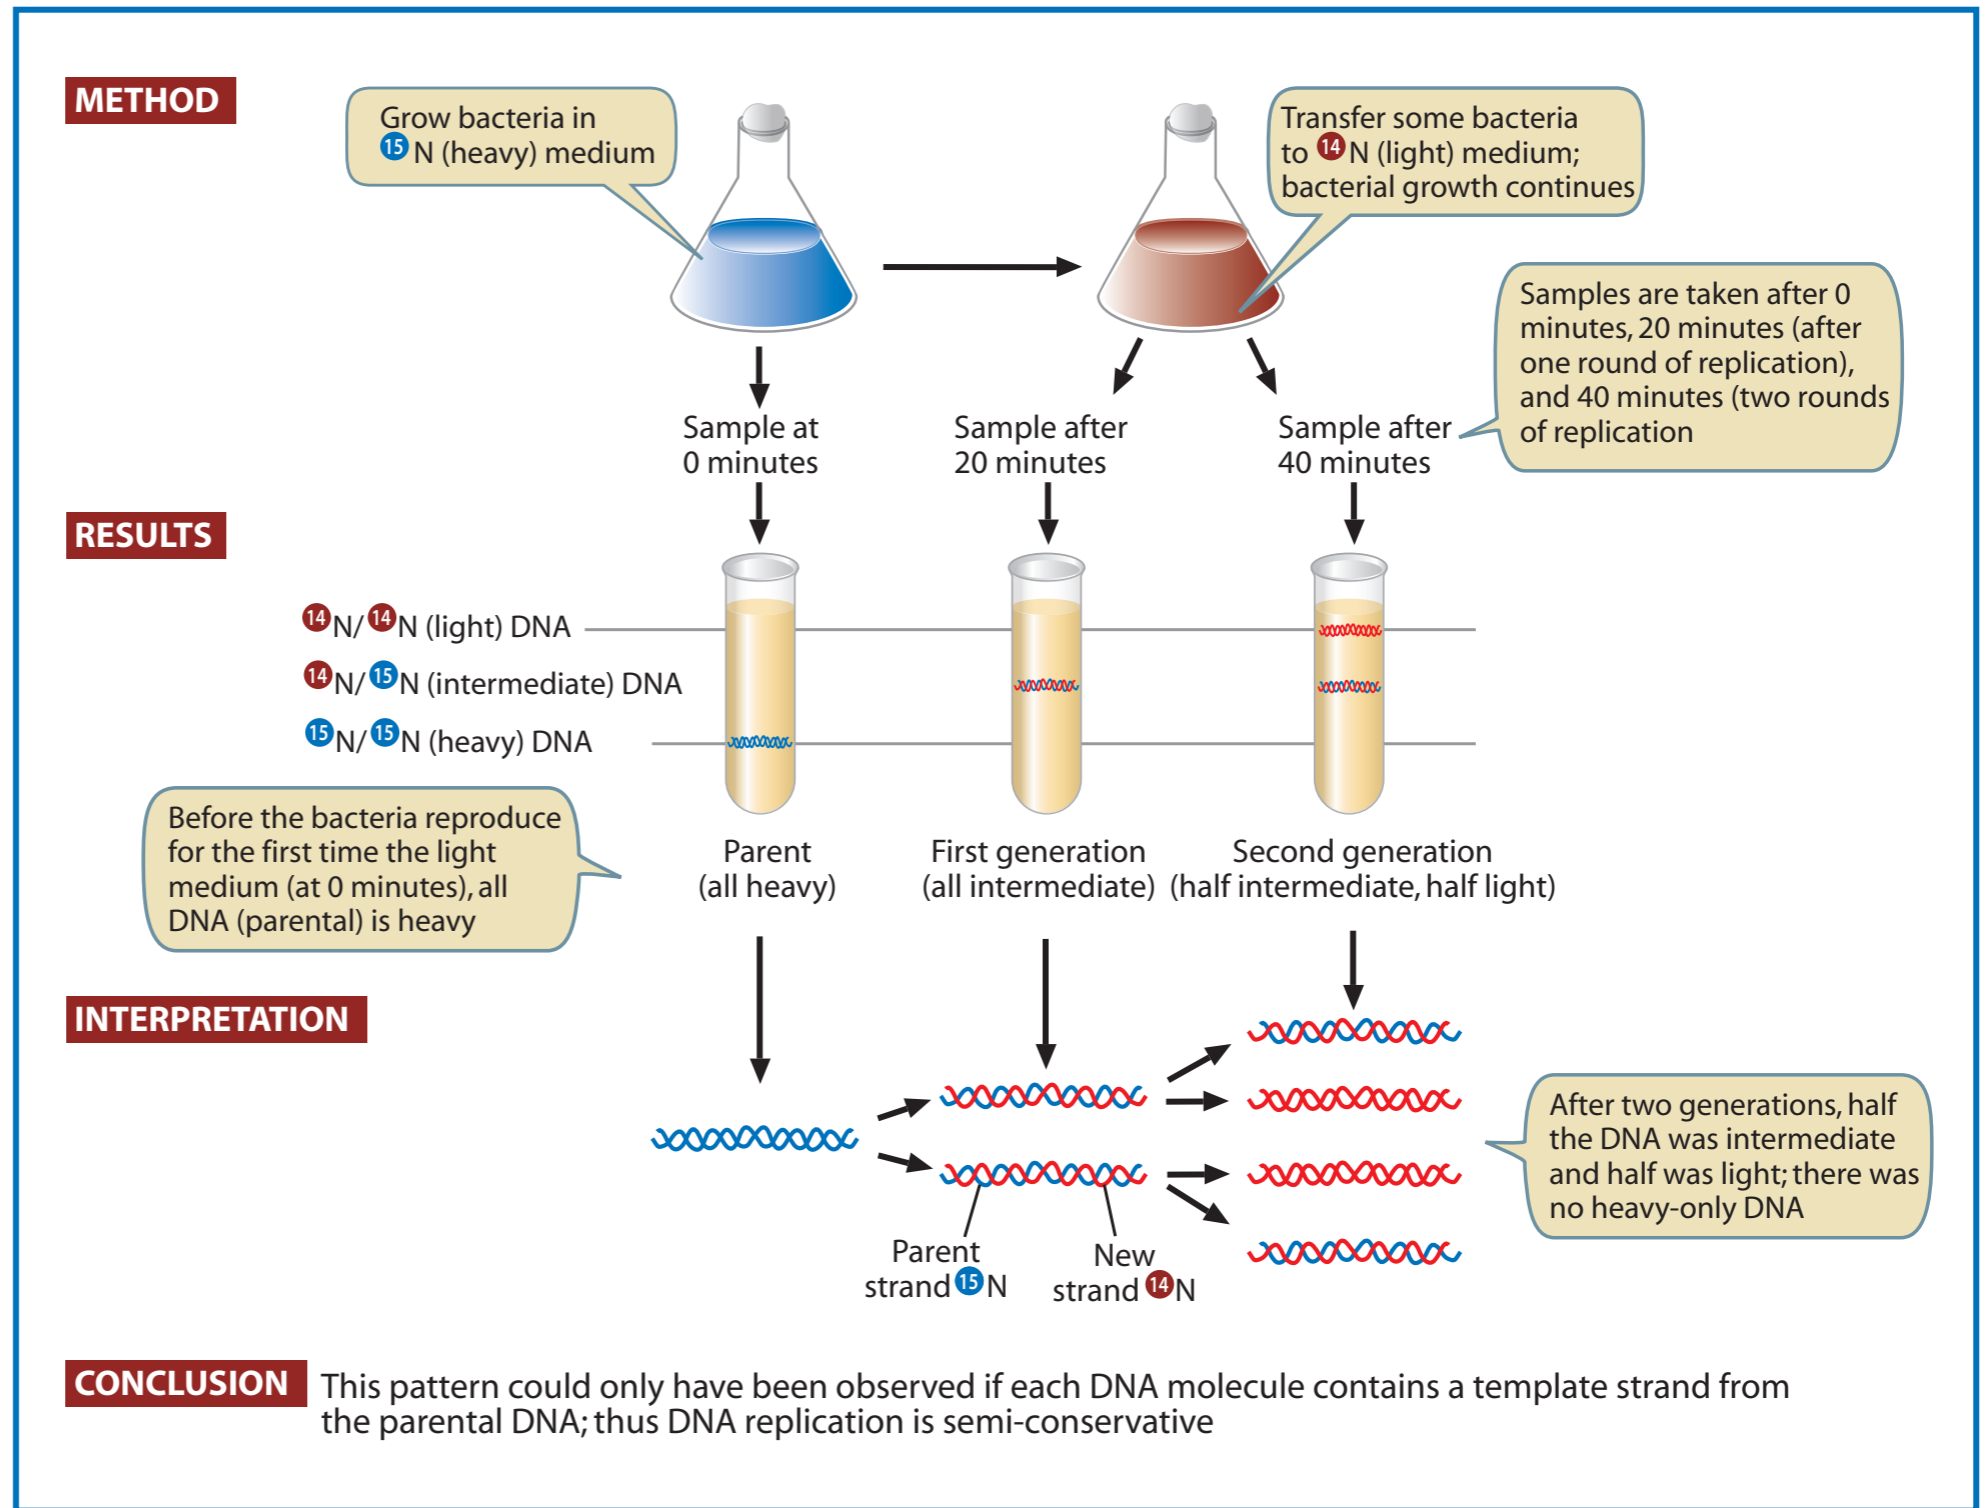 METHOD
Grow bacteria in
15 N (heavy) medium
Transfer some bacteria
to 14 N (light) medium;
bacterial growth continues
Samples are taken after 0
minutes, 20 minutes (after
one round of replication),
and 40 minutes (two rounds
of replication
Sample at
0 minutes
Sample after
20 minutes
Sample after
40 minutes
RESULTS
14 N/ 14 N (light) DNA
14 N/ 15 N (intermediate) DNA
15 N/ 15 N (heavy) DNA
Before the bacteria reproduce
for the first time the light
medium (at 0 minutes), all
DNA (parental) is heavy
Parent
(all heavy)
First generation
(all intermediate)
Second generation
(half intermediate, half light)
INTERPRETATION
After two generations, half
the DNA was intermediate
and half was light; there was
no heavy-only DNA
Parent
strand 15 N
New
strand 14 N
CONCLUSION
This pattern could only have been observed if each DNA molecule contains a template strand from
the parental DNA; thus DNA replication is semi-conservative